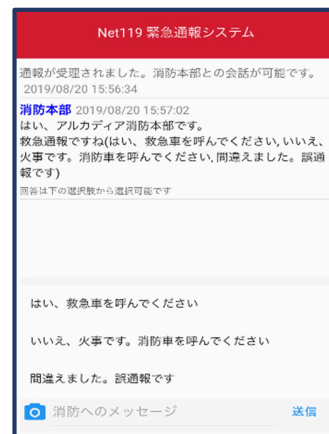 Net119 緊急通報システム
通報が受理されました。消防本部との会話が可能です。
2019/08/20 15:56:34
消防本部 2019/08/20 15:57:02
はい、アルカディア消防本部です。
救急通報ですね(はい、救急車を呼んでください, いいえ、
火事です。消防車を呼んでください, 間違えました。誤通
報です)
回答は下の選択肢から選択可能です
はい、救急車を呼んでください
いいえ、火事です。消防車を呼んでください
間違えました。誤通報です
消防へのメッセージ 送信